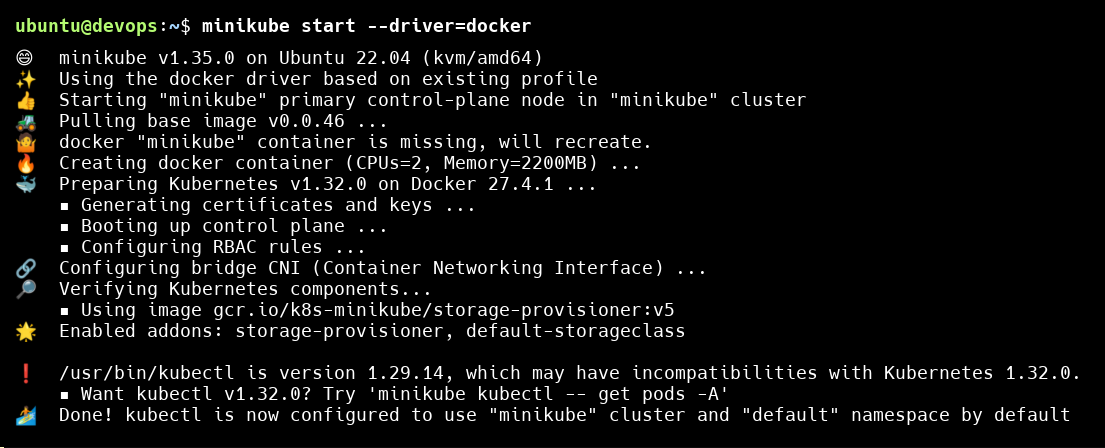 ubuntu@devops:~$ minikube start --driver=docker
😄 minikube v1.35.0 on Ubuntu 22.04 (kvm/amd64)
✨ Using the docker driver based on existing profile
👍 Starting "minikube" primary control-plane node in "minikube" cluster
🚜 Pulling base image v0.0.46 ...
🤷 docker "minikube" container is missing, will recreate.
🔥 Creating docker container (CPUs=2, Memory=2200MB) ...
🐳 Preparing Kubernetes v1.32.0 on Docker 27.4.1 ...
▪ Generating certificates and keys ...
▪ Booting up control plane ...
▪ Configuring RBAC rules ...
🔗 Configuring bridge CNI (Container Networking Interface) ...
🔎 Verifying Kubernetes components...
▪ Using image gcr.io/k8s-minikube/storage-provisioner:v5
🌟 Enabled addons: storage-provisioner, default-storageclass
❗ /usr/bin/kubectl is version 1.29.14, which may have incompatibilities with Kubernetes 1.32.0.
▪ Want kubectl v1.32.0? Try 'minikube kubectl -- get pods -A'
🏄 Done! kubectl is now configured to use "minikube" cluster and "default" namespace by default